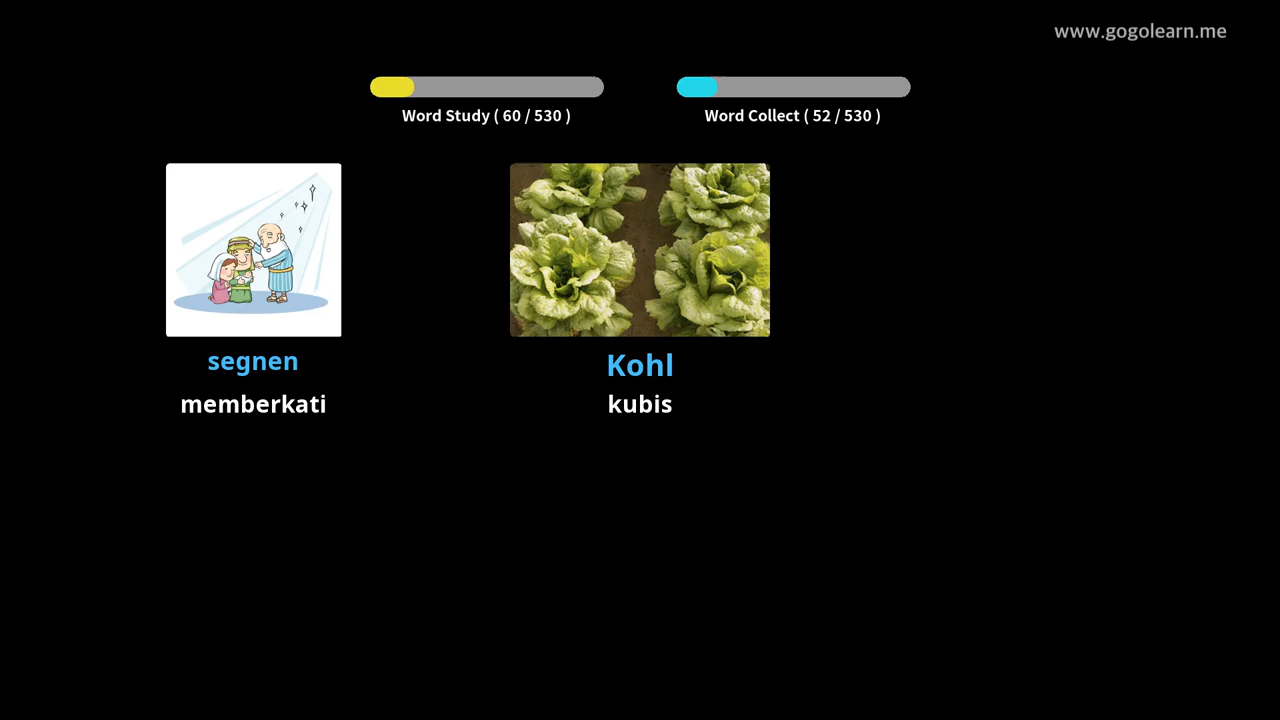 www.gogolearn.me
Word Study ( 60 / 530 )
Word Collect ( 52 / 530 )
segnen
memberkati
Kohl
kubis